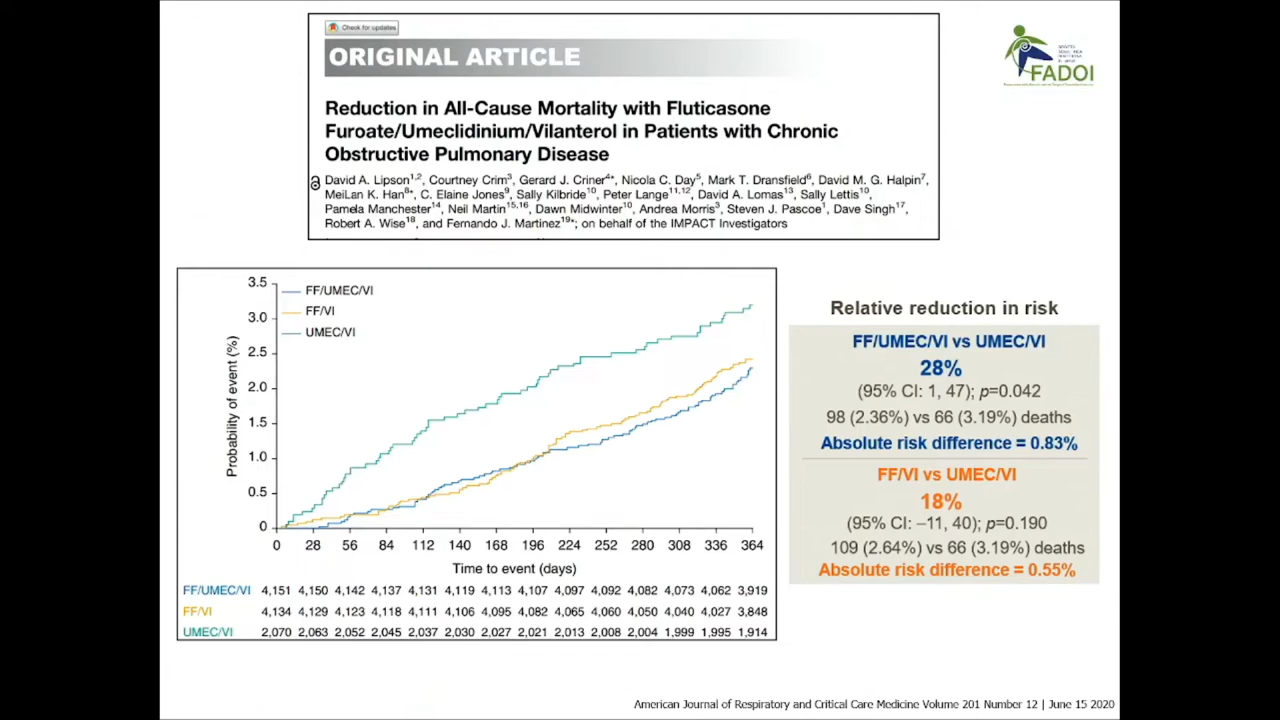 Check for updates
ORIGINAL ARTICLE
Reduction in All-Cause Mortality with Fluticasone
Furoate/Umeclidinium/Vilanterol in Patients with Chronic
Obstructive Pulmonary Disease
David A. Lipson1,2, Courtney Crim3, Gerard J. Criner4*, Nicola C. Day5, Mark T. Dransfield6, David M. G. Halpin7,
MeiLan K. Han8*, C. Elaine Jones9, Sally Kilbride10, Peter Lange11,12, David A. Lomas13, Sally Lettis10,
Pamela Manchester14, Neil Martin15,16, Dawn Midwinter10, Andrea Morris3, Steven J. Pascoe1, Dave Singh17,
Robert A. Wise18, and Fernando J. Martinez19*; on behalf of the IMPACT Investigators
FADOI
FF/UMEC/VI
FF/VI
UMEC/VI
Probability of event (%)
3.5
3.0
2.5
2.0
1.5
1.0
0.5
0
0 28 56 84 112 140 168 196 224 252 280 308 336 364
Time to event (days)
FF/UMEC/VI 4,151 4,150 4,142 4,137 4,131 4,119 4,113 4,107 4,097 4,092 4,082 4,073 4,062 3,919
FF/VI 4,134 4,129 4,123 4,118 4,111 4,106 4,095 4,082 4,065 4,060 4,050 4,040 4,027 3,848
UMEC/VI 2,070 2,063 2,052 2,045 2,037 2,030 2,027 2,021 2,013 2,008 2,004 1,999 1,995 1,914
Relative reduction in risk
FF/UMEC/VI vs UMEC/VI
28%
(95% CI: 1, 47); p=0.042
98 (2.36%) vs 66 (3.19%) deaths
Absolute risk difference = 0.83%
FF/VI vs UMEC/VI
18%
(95% CI: −11, 40); p=0.190
109 (2.64%) vs 66 (3.19%) deaths
Absolute risk difference = 0.55%
American Journal of Respiratory and Critical Care Medicine Volume 201 Number 12 | June 15 2020